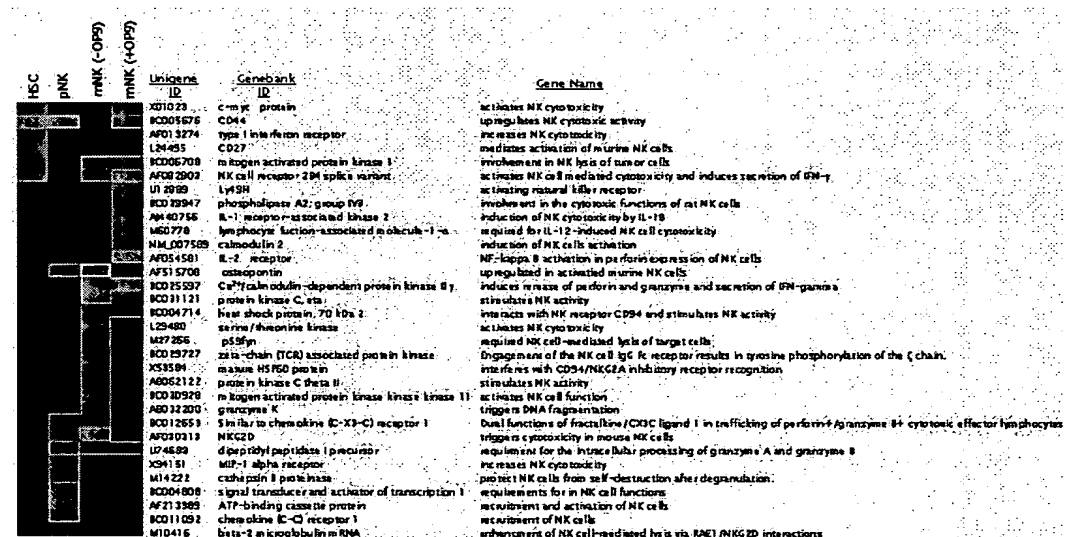 HSC pNK mNK (-OP9) mNK (+OP9)
Unigene ID Genebank ID Gene Name
X01023 c-myc protein activates NK cytotoxicity
BC005676 CD44 upregulates NK cytotoxic activity
AF013274 type I interferon receptor increases NK cytotoxicity
L24495 CD27 mediates activation of murine NK cells
BC006708 mitogen activated protein kinase involvement in NK lysis of tumor cells
AF082803 NK cell receptor 2B4 splice variant activates NK cell mediated cytotoxicity and induces secretion of IFN-γ
U12889 Ly49H activating natural killer receptor
BC039947 phospholipase A2, group involvment in the cytotoxic functions of rat NK cells
IL-1 receptor-associated kinase 2 induction of NK cytotoxicity by IL-18
M60778 lymphocyte fuction-associated molecule-1-α required for IL-12-induced NK cell cytotoxicity
NM_007589 calmodulin 2 induction of NK cells activation
AF054581 IL-2 receptor NF-kappa B activation in perforin expression of NK cells
AF515708 osteopontin upregulated in activatied murine NK cells
BC025597 Ca²⁺/calmodulin-dependent protein kinase II γ induces release of perforin and granzyme and secretion of IFN-gamma
BC031121 protein kinase C, eta stimulates NK activity
BC004714 heat shock protein, 70 kDa 2 interacts with NK receptor CD94 and stimulates NK activity
L29480 serine/threonine kinase activates NK cytotoxicity
M27266 p59fyn required NK cell-mediated lysis of target cells
BC029727 zeta-chain (TCR) associated protein kinase Engagement of the NK cell IgG Fc receptor results in tyrosine phosphorylation of the ζ chain.
X53584 mature HSP60 protein interferes with CD94/NKG2A inhibitory receptor recognition
AB062122 protein kinase C theta II stimulates NK activity
BC030928 mitogen activated protein kinase kinase kinase 11 activates NK cell function
AB032200 granzyme K triggers DNA fragmentation
BC012653 Similar to chemokine (C-X3-C) receptor 1 Dual functions of fractalkine/CX3C ligand 1 in trafficking of perforin+/granzyme B+ cytotoxic effector lymphocytes
AF030313 NKG2D triggers cytotoxicity in mouse NK cells
U74683 dipeptidyl peptidase I precursor requirement for the intracellular processing of granzyme A and granzyme B
X94151 MIP-1 alpha receptor increases NK cytotoxicity
M14222 cathepsin B proteinase protect NK cells from self-destruction after degranulation.
BC004808 signal transducer and activator of transcription 1 requirements for in NK cell functions
AF213389 ATP-binding cassette protein recruitment and activation of NK cells
BC011092 chemokine (C-C) receptor 1 recruitment of NK cells
M10416 beta-2 microglobulin mRNA enhancment of NK cell-mediated lysis via RAE1/NKG2D interactions